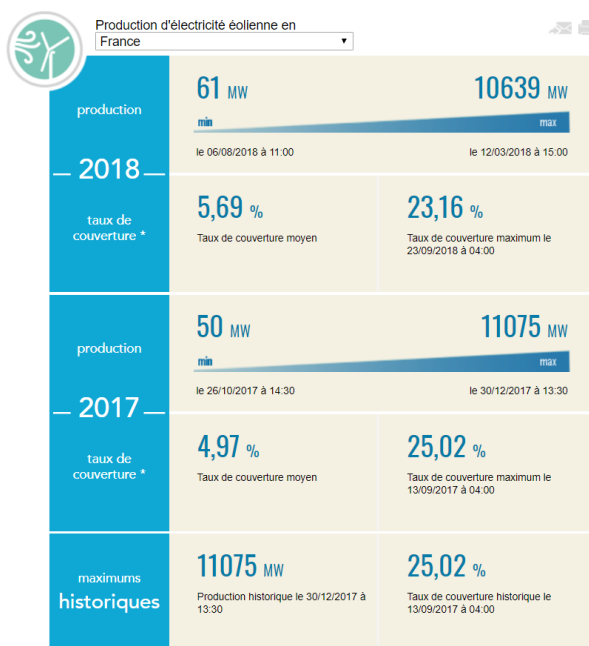 Production d'électricité éolienne en
France
production
61 MW
10639 MW
min
max
le 06/08/2018 à 11:00
le 12/03/2018 à 15:00
2018
taux de
couverture *
5,69 %
Taux de couverture moyen
23,16 %
Taux de couverture maximum le
23/09/2018 à 04:00
production
50 MW
11075 MW
min
max
le 26/10/2017 à 14:30
le 30/12/2017 à 13:30
2017
taux de
couverture *
4,97 %
Taux de couverture moyen
25,02 %
Taux de couverture maximum le
13/09/2017 à 04:00
maximums
historiques
11075 MW
Production historique le 30/12/2017 à
13:30
25,02 %
Taux de couverture historique le
13/09/2017 à 04:00